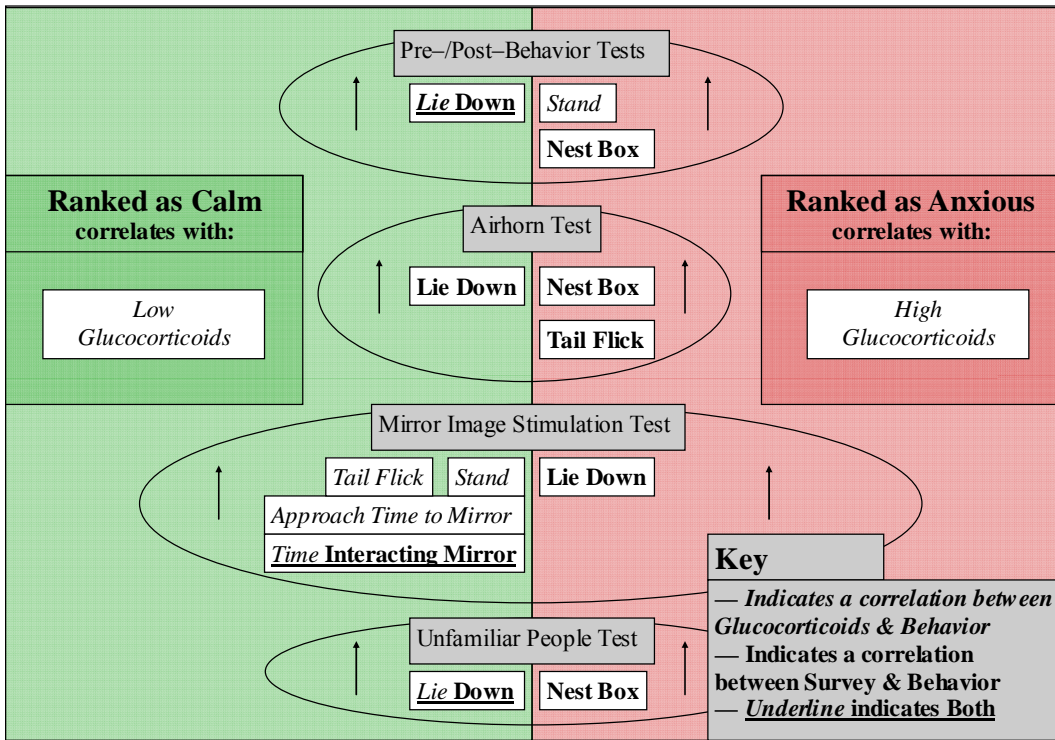 Pre–/Post–Behavior Tests
Lie Down
Stand
Nest Box
Ranked as Calm
correlates with:
Low
Glucocorticoids
Airhorn Test
Lie Down
Nest Box
Tail Flick
Ranked as Anxious
correlates with:
High
Glucocorticoids
Mirror Image Stimulation Test
Tail Flick
Stand
Lie Down
Approach Time to Mirror
Time Interacting Mirror
Unfamiliar People Test
Lie Down
Nest Box
Key
— Indicates a correlation between
Glucocorticoids & Behavior
— Indicates a correlation
between Survey & Behavior
— Underline indicates Both